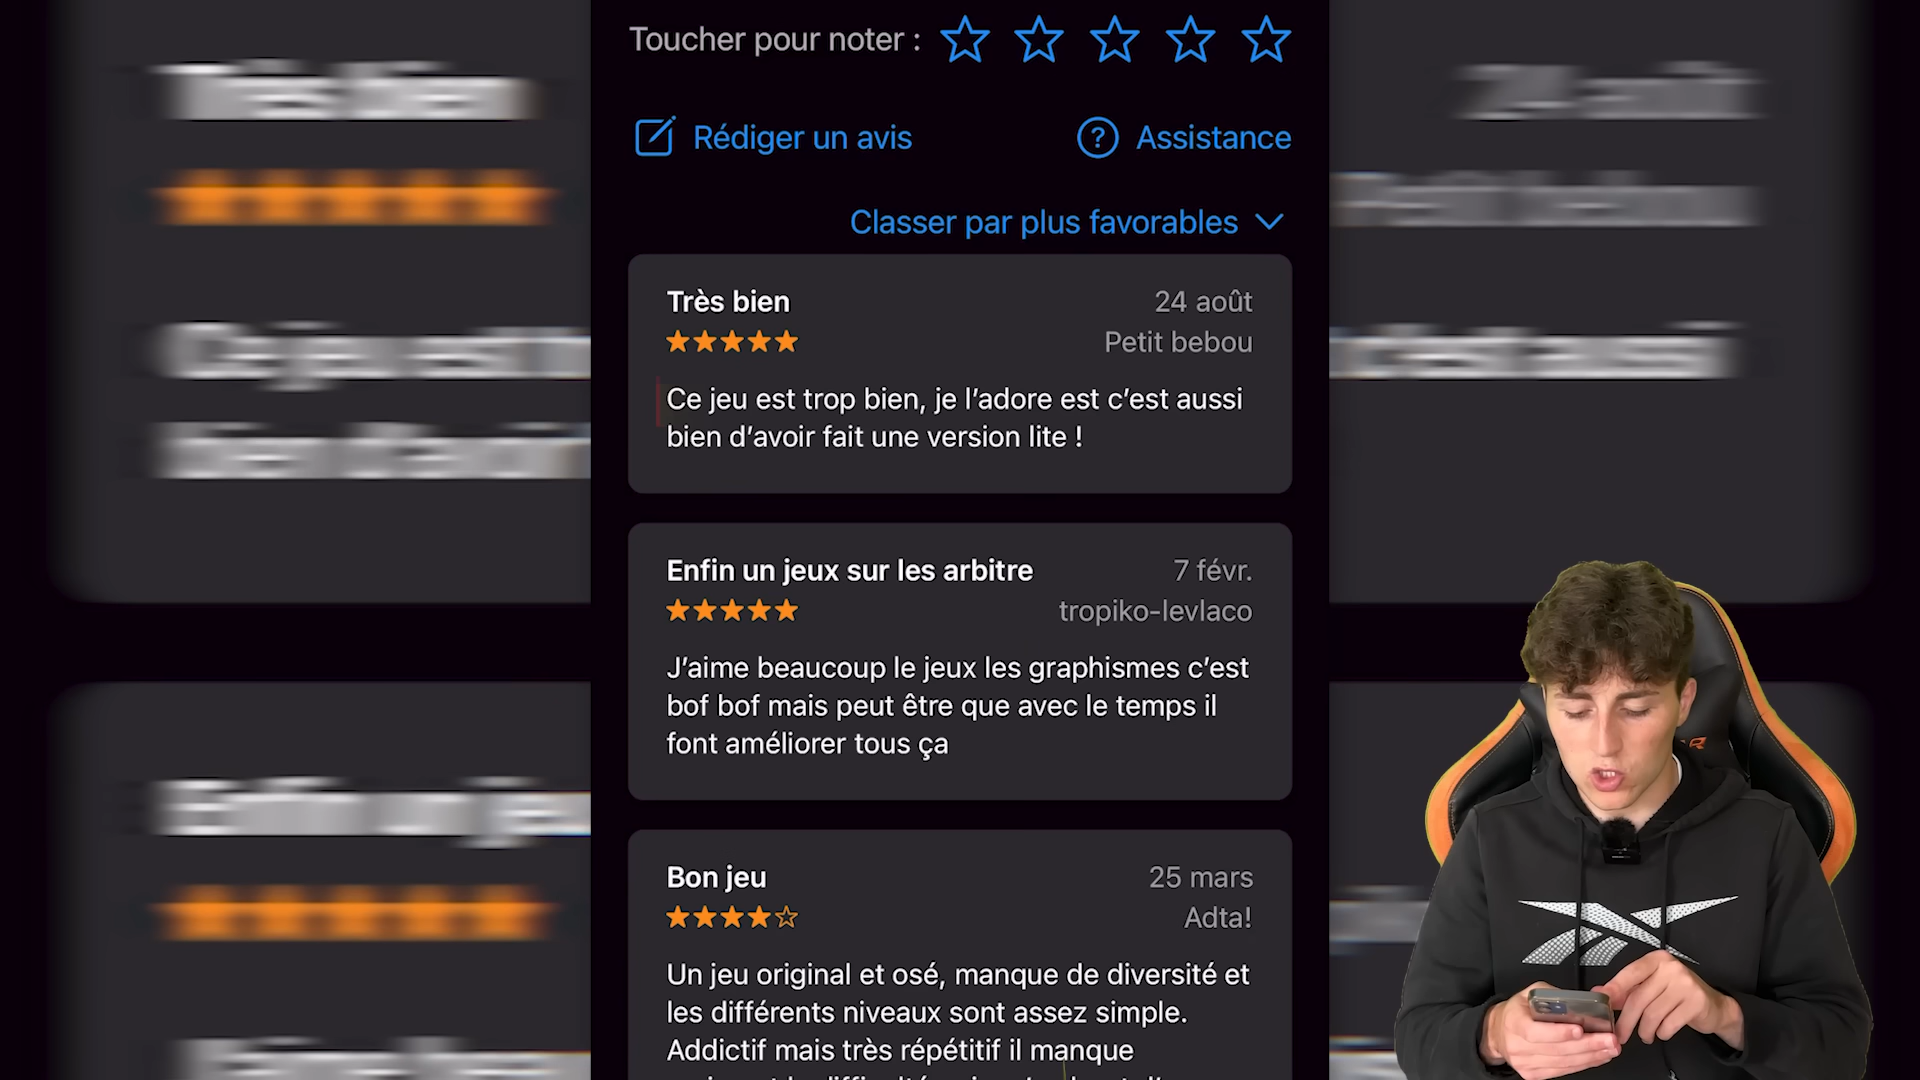 Toucher pour noter :
Rédiger un avis
Assistance
Classer par plus favorables
Très bien
24 août
Petit bebou
Ce jeu est trop bien, je l’adore est c’est aussi
bien d’avoir fait une version lite !
Enfin un jeux sur les arbitre
7 févr.
tropiko-levlaco
J’aime beaucoup le jeux les graphismes c’est
bof bof mais peut être que avec le temps il
font améliorer tous ça
Bon jeu
25 mars
Adta!
Un jeu original et osé, manque de diversité et
les différents niveaux sont assez simple.
Addictif mais très répétitif il manque